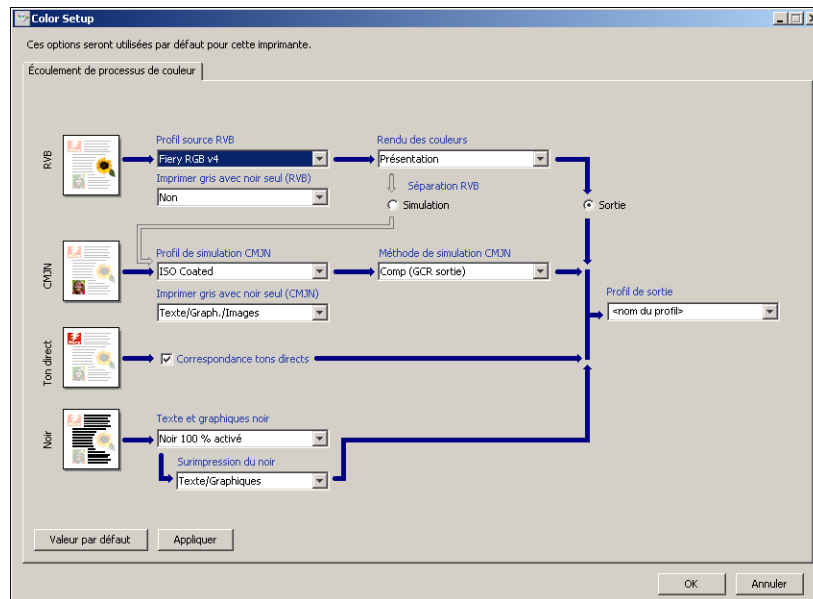 Color Setup
Ces options seront utilisées par défaut pour cette imprimante.
Écoulement de processus de couleur
RVB
Profil source RVB
Fiery RGB v4
Rendu des couleurs
Présentation
Imprimer gris avec noir seul (RVB)
Non
Séparation RVB
Simulation
Sortie
CMJN
Profil de simulation CMJN
ISO Coated
Méthode de simulation CMJN
Comp (GCR sortie)
Imprimer gris avec noir seul (CMJN)
Texte/Graph./Images
Profil de sortie
<nom du profil>
Ton direct
Correspondance tons directs
Noir
Texte et graphiques noir
Noir 100 % activé
Surimpression du noir
Texte/Graphiques
Valeur par défaut
Appliquer
OK
Annuler